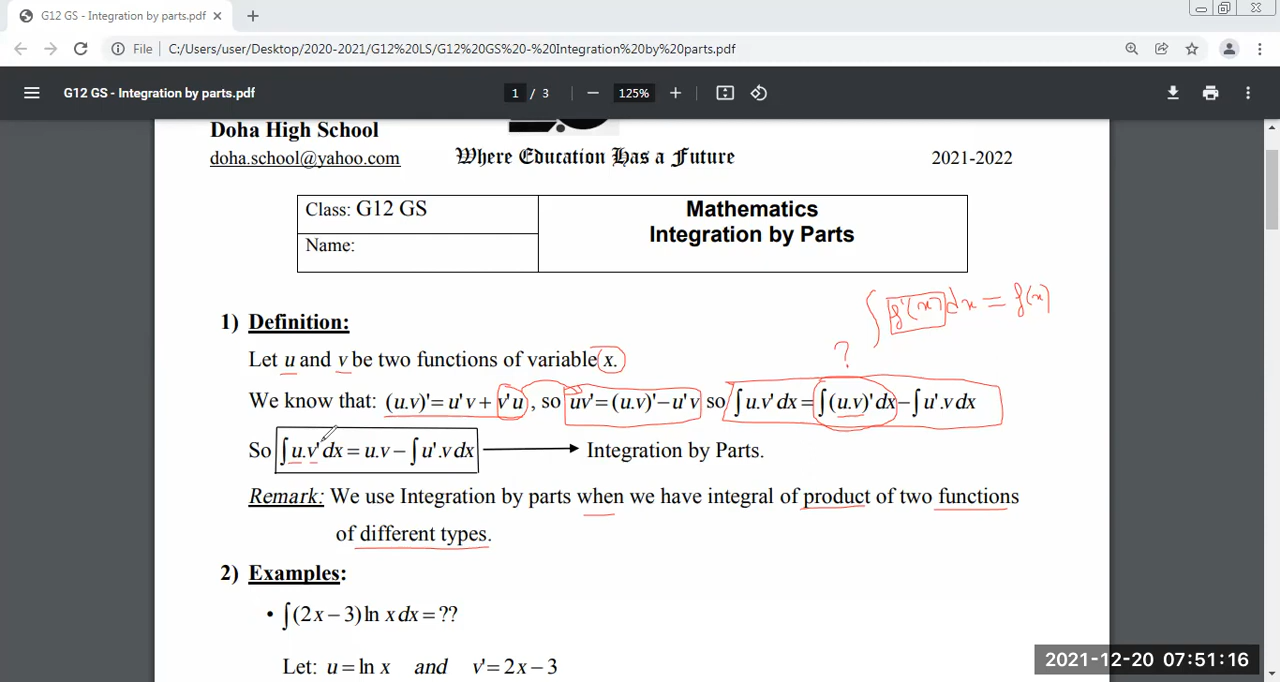 G12 GS - Integration by parts.pdf
File C:/Users/user/Desktop/2020-2021/G12%20LS/G12%20GS%20-%20Integration%20by%20parts.pdf
G12 GS - Integration by parts.pdf 1 / 3 125%
Doha High School
doha.school@yahoo.com Where Education Has a Future 2021-2022
Class: G12 GS Mathematics
Integration by Parts
Name:
∫ f'(x) dx = f(x)
1) Definition:
?
Let u and v be two functions of variable x.
We know that: (u.v)'= u'v + v'u , so uv'= (u.v)'− u'v so ∫u.v' dx = ∫(u.v)' dx − ∫u'.v dx
So ∫u.v' dx = u.v − ∫u'.v dx Integration by Parts.
Remark: We use Integration by parts when we have integral of product of two functions
of different types.
2) Examples:
• ∫(2x − 3) ln x dx = ??
Let: u = ln x and v'= 2x − 3
2021-12-20 07:51:16